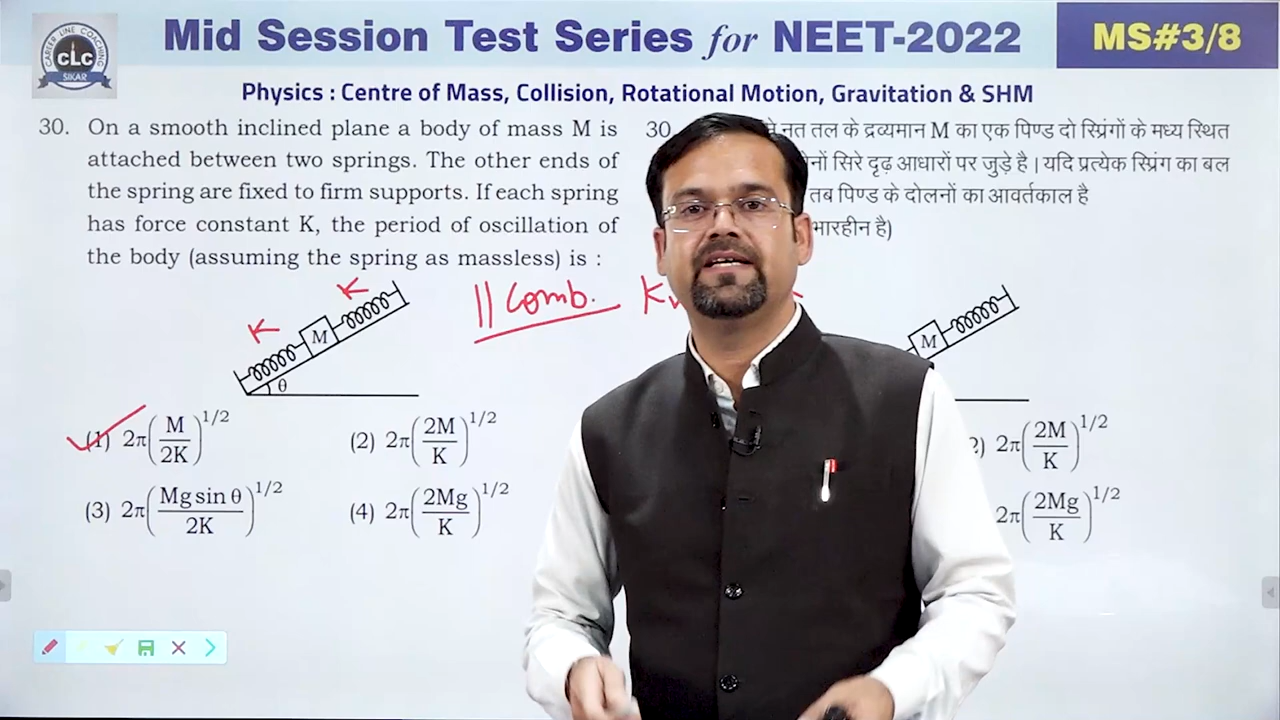 CAREER LINE COACHING
CLC
SIKAR
Mid Session Test Series for NEET-2022
MS#3/8
Physics : Centre of Mass, Collision, Rotational Motion, Gravitation & SHM
30. On a smooth inclined plane a body of mass M is
attached between two springs. The other ends of
the spring are fixed to firm supports. If each spring
has force constant K, the period of oscillation of
the body (assuming the spring as massless) is :
K
K
M
θ
|| Comb.
K
(1) 2π(M/2K)^1/2
(2) 2π(2M/K)^1/2
(3) 2π(Mg sin θ/2K)^1/2
(4) 2π(2Mg/K)^1/2
30.
नत तल के द्रव्यमान M का एक पिण्ड दो स्प्रिंगों के मध्य स्थित
सिरे दृढ़ आधारों पर जुड़े है। यदि प्रत्येक स्प्रिंग का बल
तब पिण्ड के दोलनों का आवर्तकाल है
भारहीन है)
M
2) 2π(2M/K)^1/2
2π(2Mg/K)^1/2